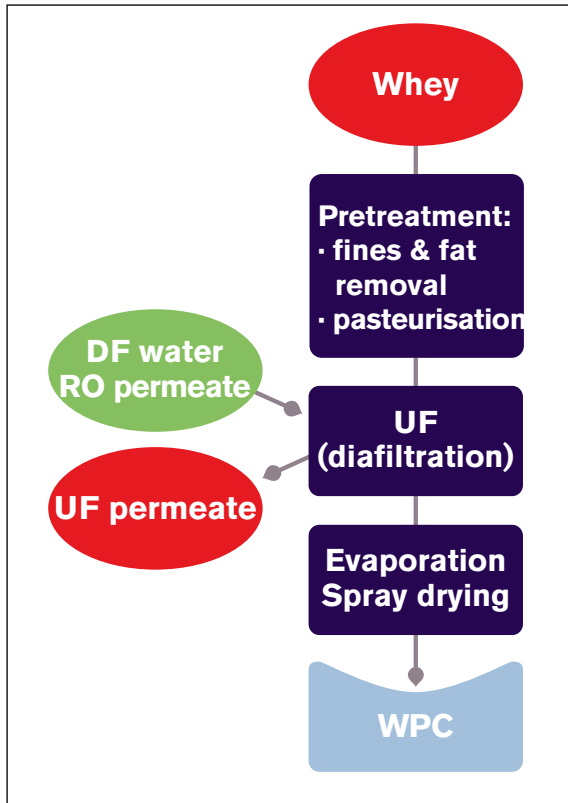 Whey
Pretreatment:
· fines & fat
removal
· pasteurisation
DF water
RO permeate
UF
(diafiltration)
UF permeate
Evaporation
Spray drying
WPC